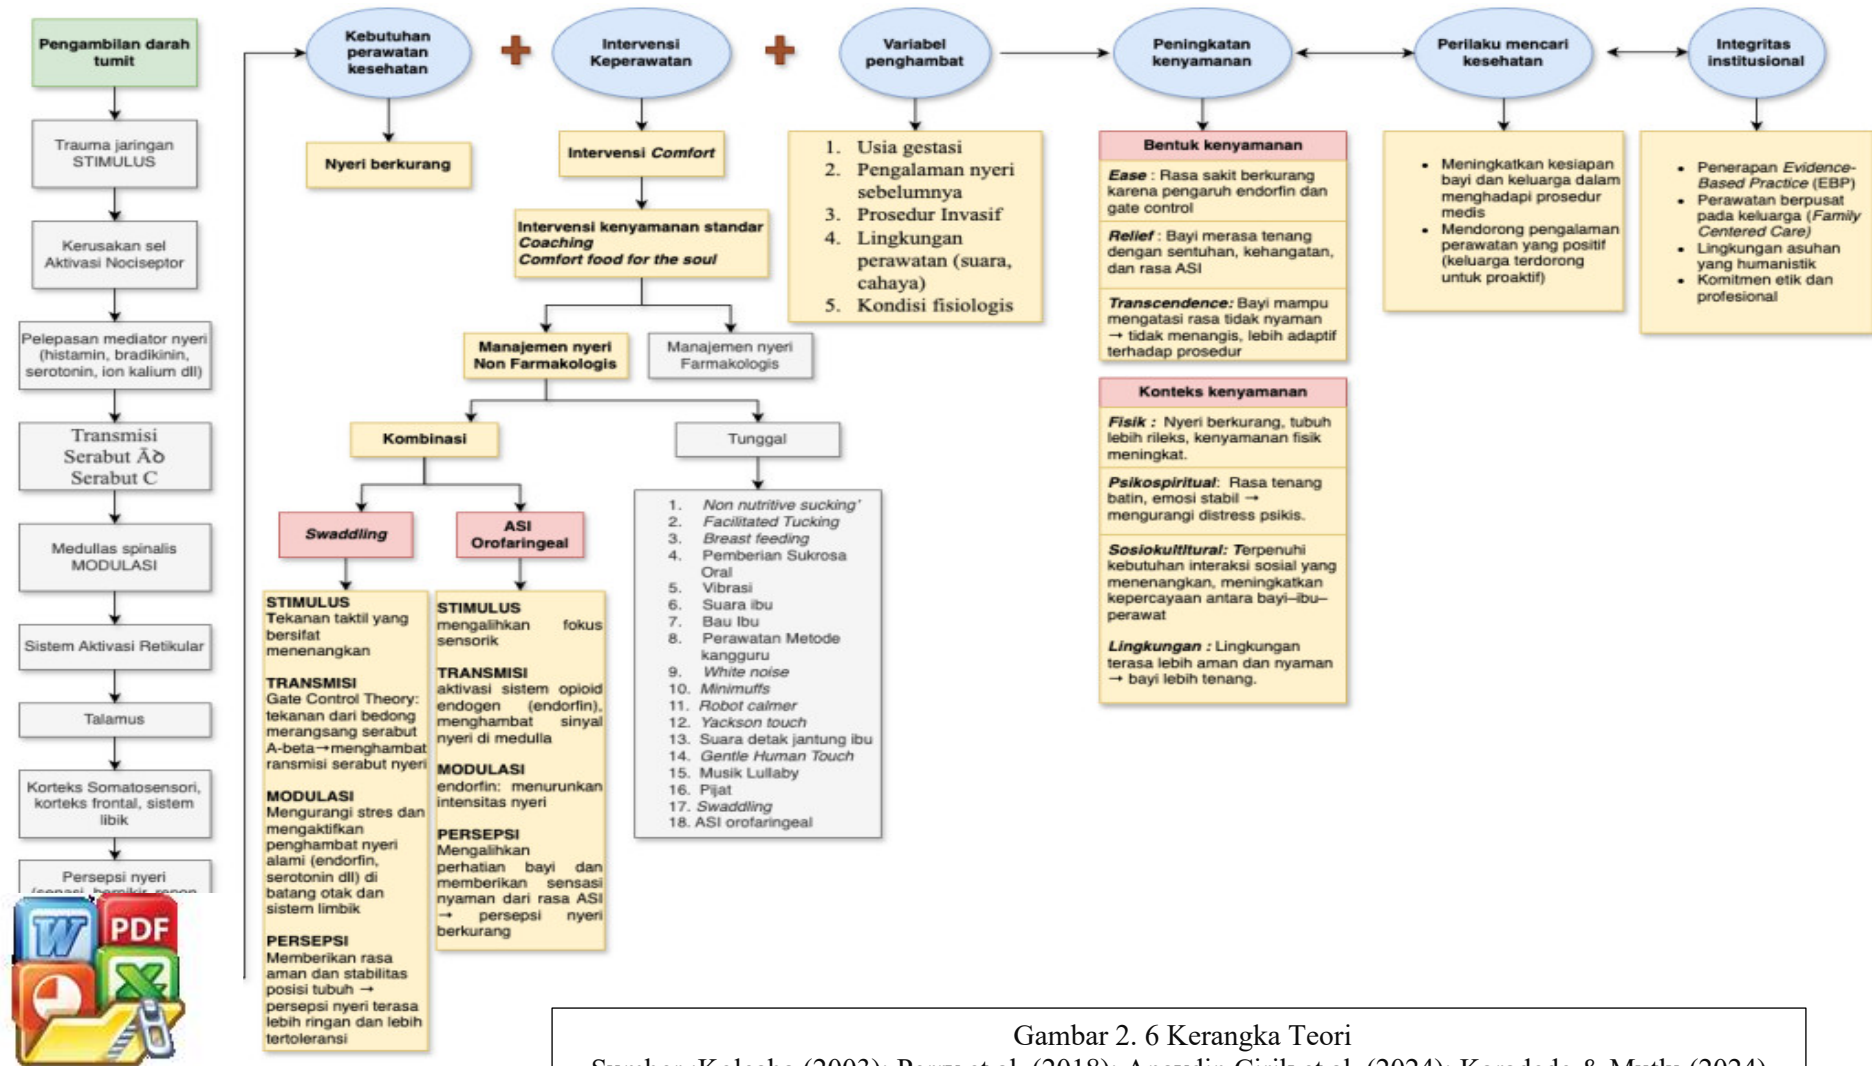 Pengambilan darah
tumit
Trauma jaringan
STIMULUS
Kerusakan sel
Aktivasi Nociseptor
Pelepasan mediator nyeri
(histamin, bradikinin,
serotonin, ion kalium dll)
Transmisi
Serabut Āδ
Serabut C
Medullas spinalis
MODULASI
Sistem Aktivasi Retikular
Talamus
Korteks Somatosensori,
korteks frontal, sistem
libik
Persepsi nyeri
W
PDF
X
Kebutuhan
perawatan
kesehatan
Nyeri berkurang
Intervensi
Keperawatan
Intervensi Comfort
Intervensi kenyamanan standar
Coaching
Comfort food for the soul
Manajemen nyeri
Non Farmakologis
Manajemen nyeri
Farmakologis
Kombinasi
Tunggal
Swaddling
ASI
Orofaringeal
STIMULUS
Tekanan taktil yang
bersifat
menenangkan
TRANSMISI
Gate Control Theory:
tekanan dari bedong
merangsang serabut
A-beta→menghambat
ransmisi serabut nyeri
MODULASI
Mengurangi stres dan
mengaktifkan
penghambat nyeri
alami (endorfin,
serotonin dll) di
batang otak dan
sistem limbik
PERSEPSI
Memberikan rasa
aman dan stabilitas
posisi tubuh →
persepsi nyeri terasa
lebih ringan dan lebih
tertoleransi
STIMULUS
mengalihkan fokus
sensorik
TRANSMISI
aktivasi sistem opioid
endogen (endorfin),
menghambat sinyal
nyeri di medulla
MODULASI
endorfin: menurunkan
intensitas nyeri
PERSEPSI
Mengalihkan
perhatian bayi dan
memberikan sensasi
nyaman dari rasa ASI
→ persepsi nyeri
berkurang
1. Non nutritive sucking'
2. Facilitated Tucking
3. Breast feeding
4. Pemberian Sukrosa
Oral
5. Vibrasi
6. Suara ibu
7. Bau Ibu
8. Perawatan Metode
kangguru
9. White noise
10. Minimuffs
11. Robot calmer
12. Yackson touch
13. Suara detak jantung ibu
14. Gentle Human Touch
15. Musik Lullaby
16. Pijat
17. Swaddling
18. ASI orofaringeal
Variabel
penghambat
1. Usia gestasi
2. Pengalaman nyeri
sebelumnya
3. Prosedur Invasif
4. Lingkungan
perawatan (suara,
cahaya)
5. Kondisi fisiologis
Peningkatan
kenyamanan
Bentuk kenyamanan
Ease : Rasa sakit berkurang
karena pengaruh endorfin dan
gate control
Relief : Bayi merasa tenang
dengan sentuhan, kehangatan,
dan rasa ASI
Transcendence: Bayi mampu
mengatasi rasa tidak nyaman
→ tidak menangis, lebih adaptif
terhadap prosedur
Konteks kenyamanan
Fisik : Nyeri berkurang, tubuh
lebih rileks, kenyamanan fisik
meningkat.
Psikospiritual: Rasa tenang
batin, emosi stabil →
mengurangi distress psikis.
Sosiokultltural: Terpenuhi
kebutuhan interaksi sosial yang
menenangkan, meningkatkan
kepercayaan antara bayi–ibu–
perawat
Lingkungan : Lingkungan
terasa lebih aman dan nyaman
→ bayi lebih tenang.
Perilaku mencari
kesehatan
• Meningkatkan kesiapan
bayi dan keluarga dalam
menghadapi prosedur
medis
• Mendorong pengalaman
perawatan yang positif
(keluarga terdorong
untuk proaktif)
Integritas
institusional
• Penerapan Evidence-
Based Practice (EBP)
• Perawatan berpusat
pada keluarga (Family
Centered Care)
• Lingkungan asuhan
yang humanistik
• Komitmen etik dan
profesional
Gambar 2. 6 Kerangka Teori